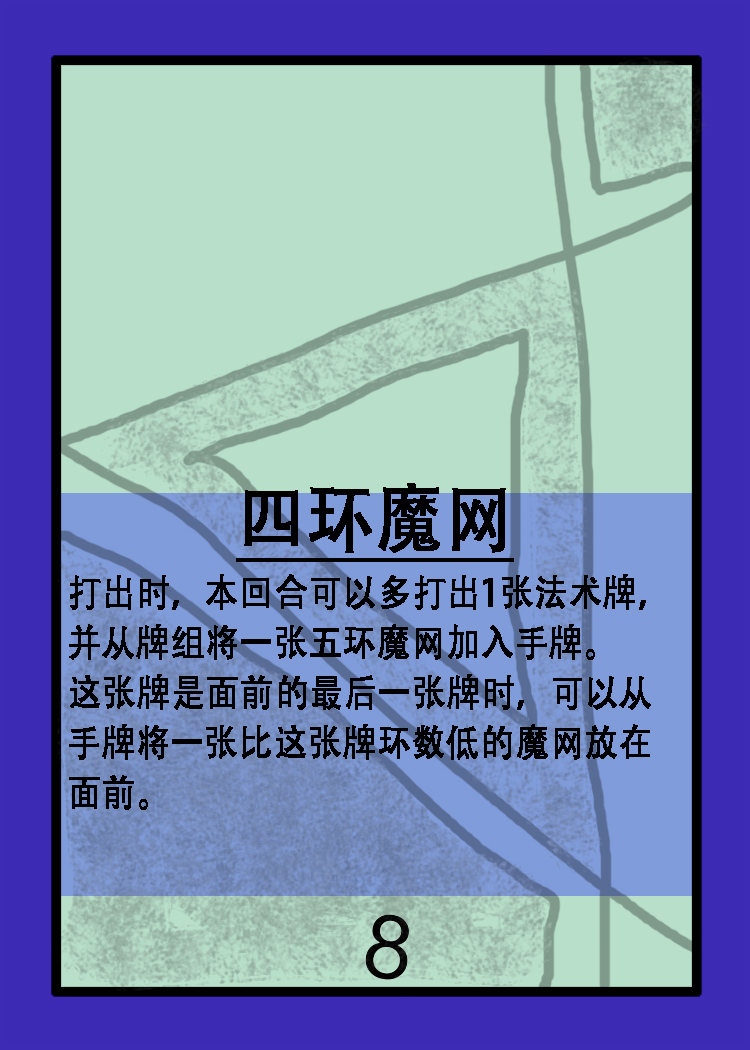 四环魔网
打出时，本回合可以多打出1张法术牌，
并从牌组将一张五环魔网加入手牌。
这张牌是面前的最后一张牌时，可以从
手牌将一张比这张牌环数低的魔网放在
面前。
8